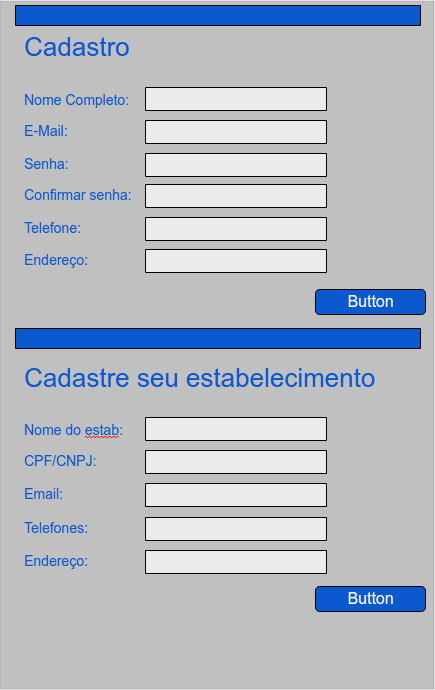 Cadastro
Nome Completo:
E-Mail:
Senha:
Confirmar senha:
Telefone:
Endereço:
Button
Cadastre seu estabelecimento
Nome do estab:
CPF/CNPJ:
Email:
Telefones:
Endereço:
Button